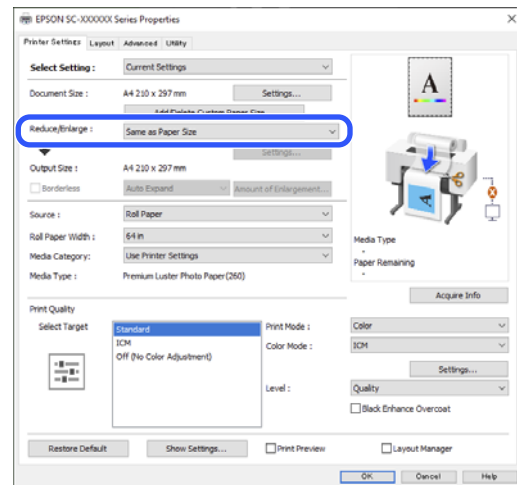 EPSON SC-XXXXXX Series Properties
Printer Settings Layout Advanced Utility
Select Setting : Current Settings
Document Size : A4 210 x 297 mm Settings...
Add/Delete Custom Paper Size
Reduce/Enlarge : Same as Paper Size
Settings...
Output Size : A4 210 x 297 mm
Borderless Auto Expand Amount of Enlargement...
Source : Roll Paper
Roll Paper Width : 64 in
Media Category: Use Printer Settings
Media Type : Premium Luster Photo Paper(260)
A
Media Type
-
Paper Remaining
-
Acquire Info
Print Quality
Select Target
Standard
ICM
Off (No Color Adjustment)
Print Mode : Color
Color Mode : ICM
Settings...
Level : Quality
Black Enhance Overcoat
Restore Default Show Settings... Print Preview Layout Manager
OK Cancel Help